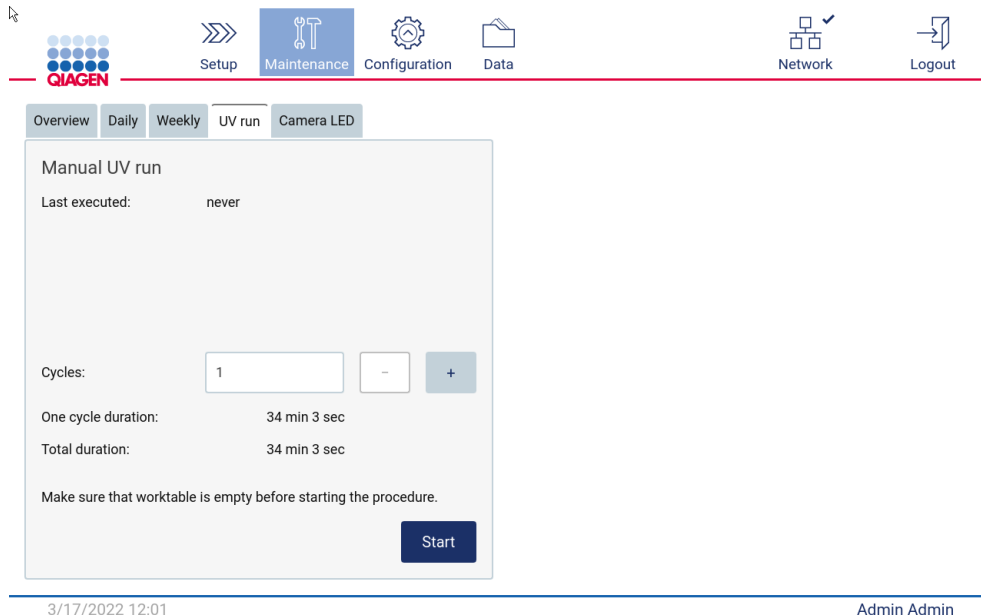 Setup Maintenance Configuration Data Network Logout
QIAGEN
Overview Daily Weekly UV run Camera LED
Manual UV run
Last executed: never
Cycles: 1 - +
One cycle duration: 34 min 3 sec
Total duration: 34 min 3 sec
Make sure that worktable is empty before starting the procedure.
Start
3/17/2022 12:01 Admin Admin